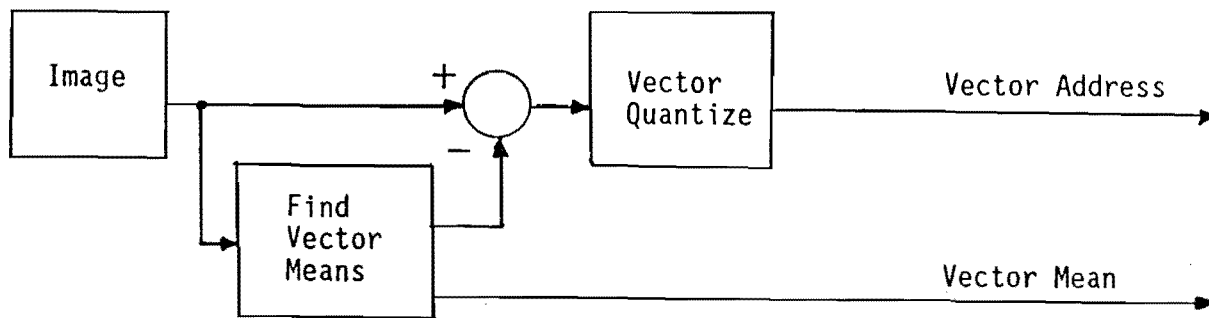 Image
+
−
Vector
Quantize
Vector Address
Find
Vector
Means
Vector Mean